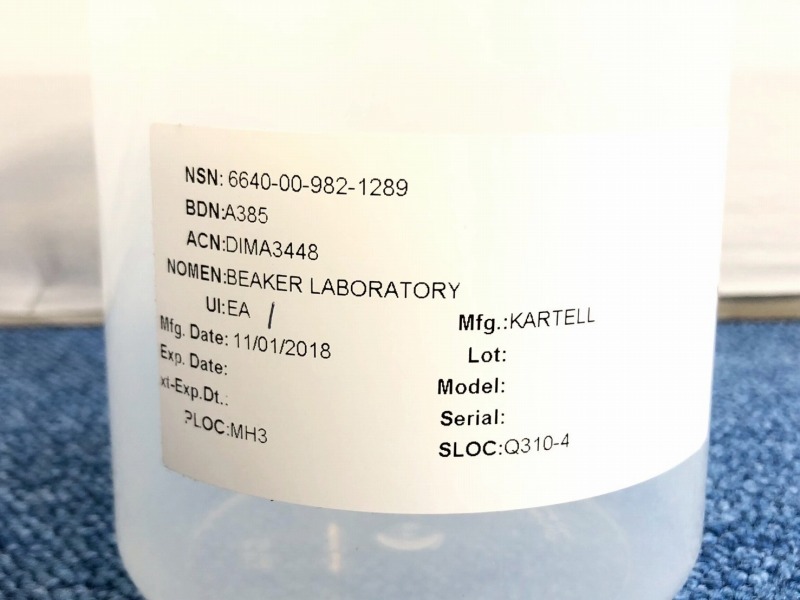 NSN: 6640-00-982-1289
BDN:A385
ACN:DIMA3448
NOMEN:BEAKER LABORATORY
UI:EA /
Mfg. Date: 11/01/2018
Exp. Date:
xt-Exp.Dt.:
PLOC:MH3
Mfg.:KARTELL
Lot:
Model:
Serial:
SLOC:Q310-4